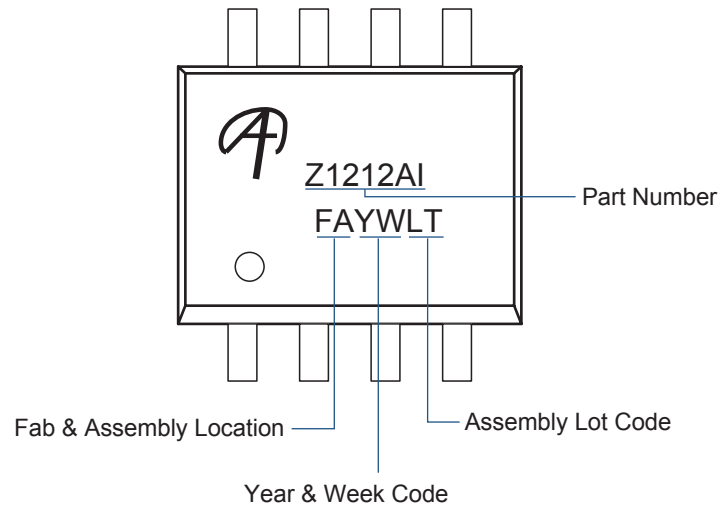 Z1212AI
Part Number
FAYWLT
Fab & Assembly Location
Assembly Lot Code
Year & Week Code